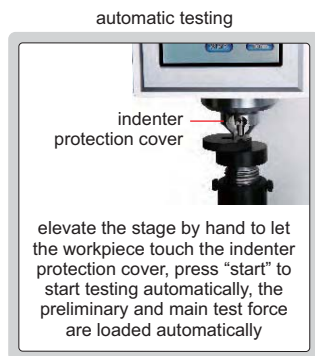 automatic testing
indenter
protection cover
elevate the stage by hand to let
the workpiece touch the indenter
protection cover, press “start” to
start testing automatically, the
preliminary and main test force
are loaded automatically